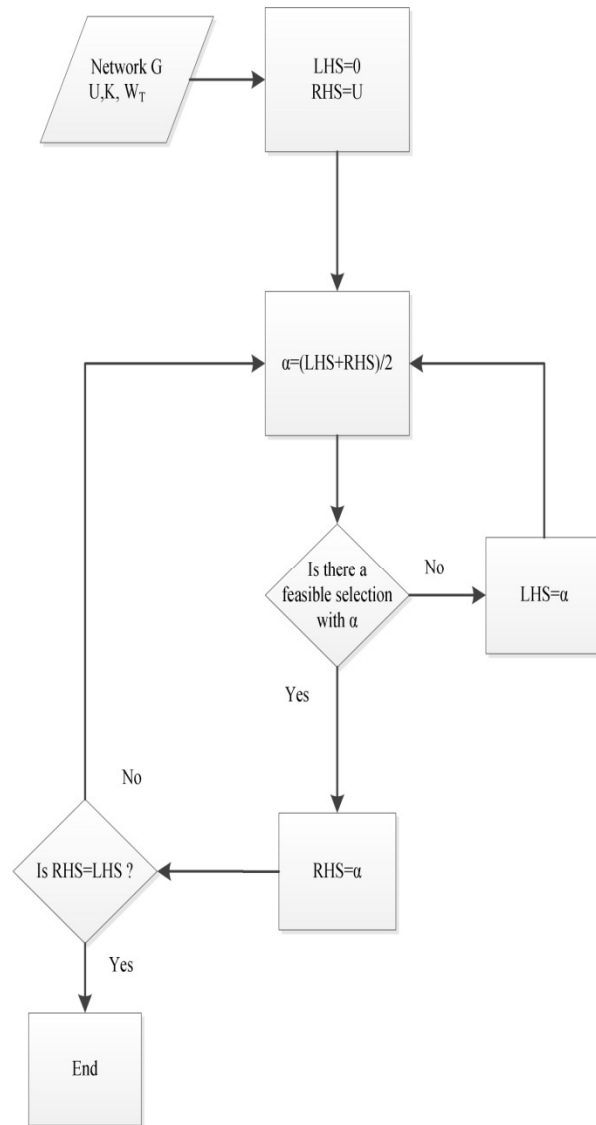 Network G
U,K, W_T
LHS=0
RHS=U
α=(LHS+RHS)/2
Is there a
feasible selection
with α
No
LHS=α
Yes
No
Is RHS=LHS ?
RHS=α
Yes
End